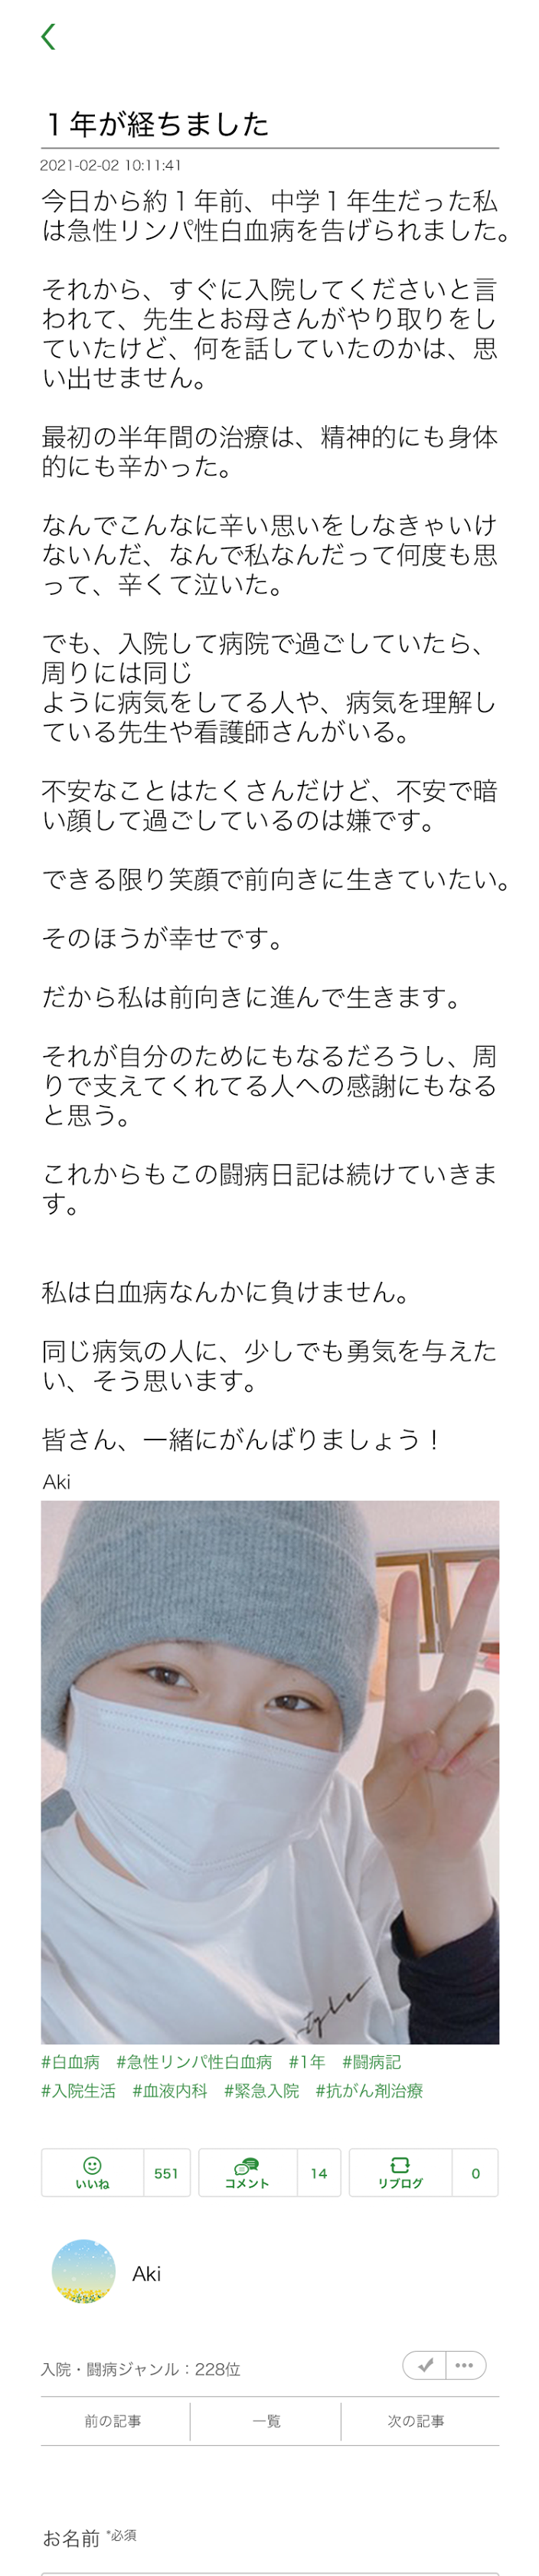 １年が経ちました
2021-02-02 10:11:41
今日から約１年前、中学１年生だった私
は急性リンパ性白血病を告げられました。
それから、すぐに入院してくださいと言
われて、先生とお母さんがやり取りをし
ていたけど、何を話していたのかは、思
い出せません。
最初の半年間の治療は、精神的にも身体
的にも辛かった。
なんでこんなに辛い思いをしなきゃいけ
ないんだ、なんで私なんだって何度も思
って、辛くて泣いた。
でも、入院して病院で過ごしていたら、
周りには同じ
ように病気をしてる人や、病気を理解し
ている先生や看護師さんがいる。
不安なことはたくさんだけど、不安で暗
い顔して過ごしているのは嫌です。
できる限り笑顔で前向きに生きていたい。
そのほうが幸せです。
だから私は前向きに進んで生きます。
それが自分のためにもなるだろうし、周
りで支えてくれてる人への感謝にもなる
と思う。
これからもこの闘病日記は続けていきま
す。
私は白血病なんかに負けません。
同じ病気の人に、少しでも勇気を与えた
い、そう思います。
皆さん、一緒にがんばりましょう！
Aki
style
#白血病 #急性リンパ性白血病 #1年 #闘病記
#入院生活 #血液内科 #緊急入院 #抗がん剤治療
いいね 551 コメント 14 リブログ 0
Aki
入院・闘病ジャンル：228位
前の記事 一覧 次の記事
お名前 *必須